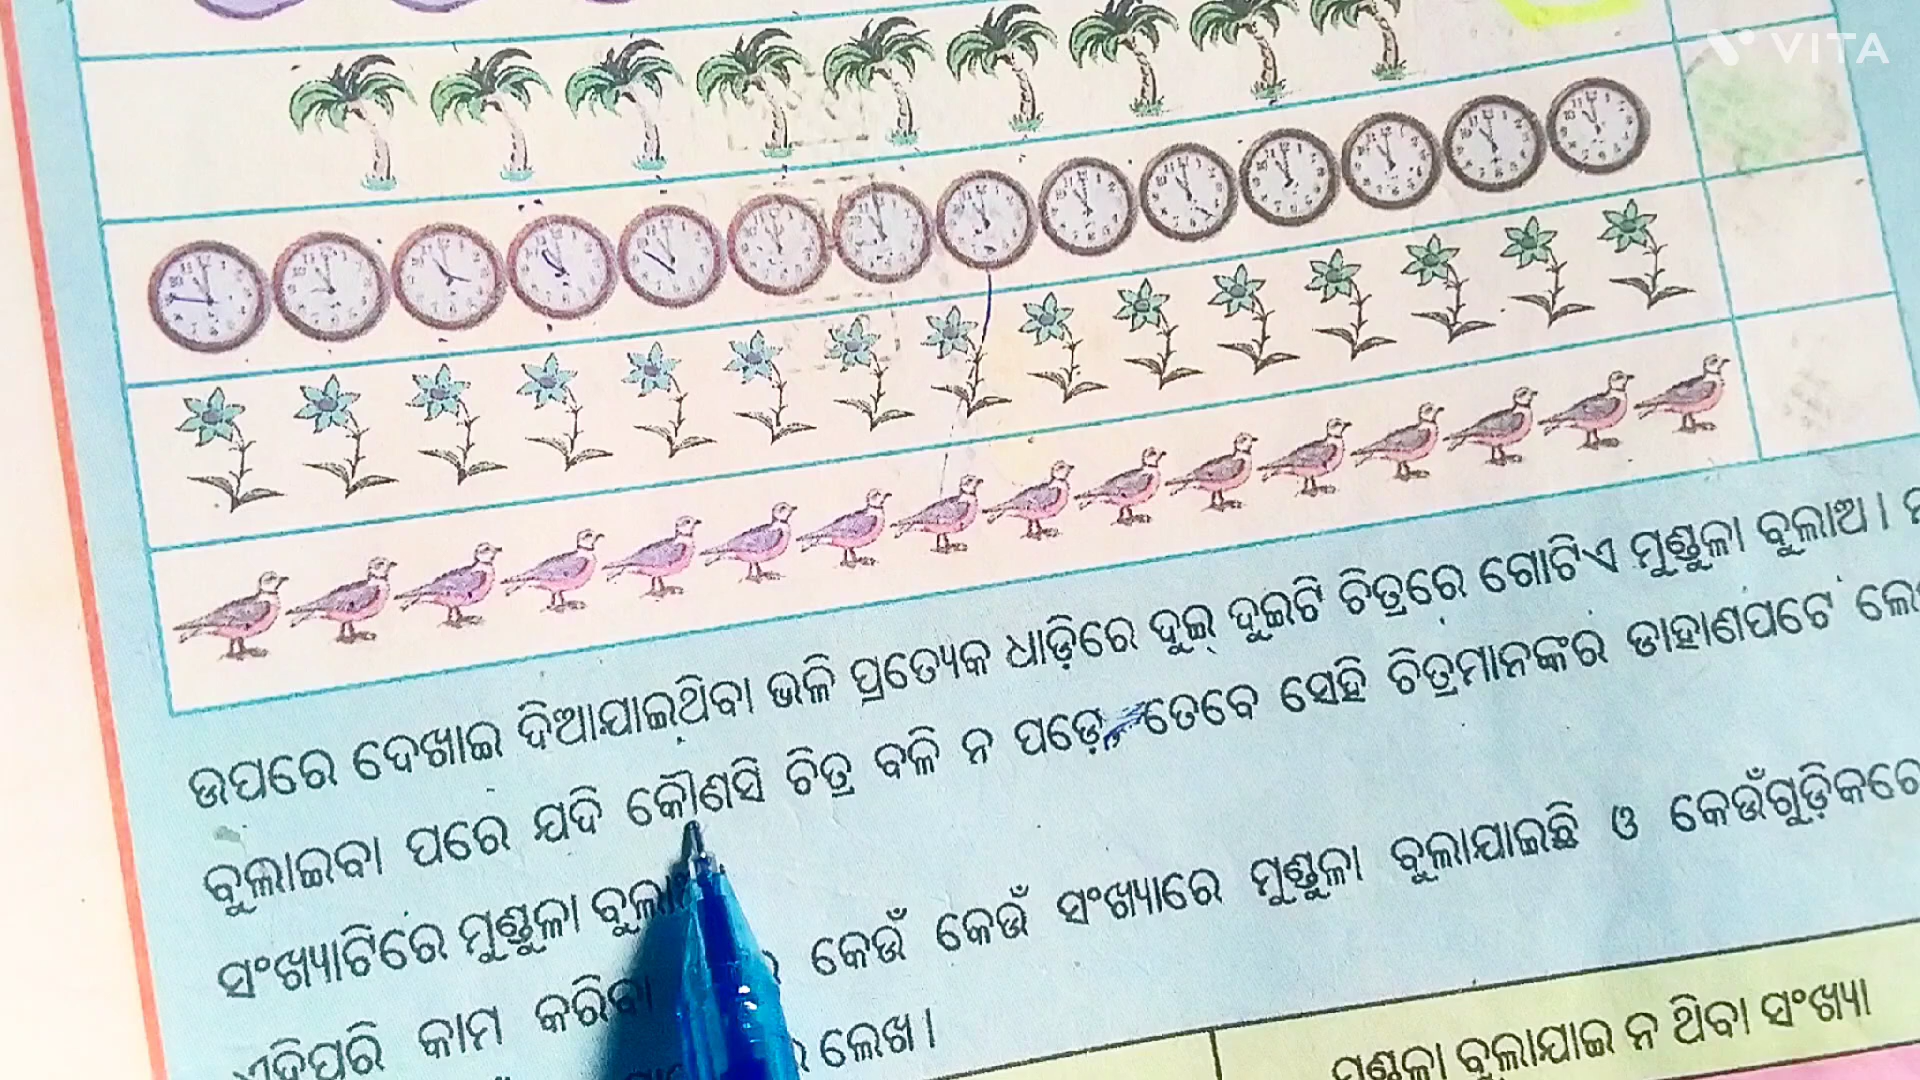 VITA
ଉପରେ ଦେଖାଇ ଦିଆଯାଇଥିବା ଭଳି ପ୍ରତ୍ୟେକ ଧାଡ଼ିରେ ଦୁଇ ଦୁଇଟି ଚିତ୍ରରେ ଗୋଟିଏ ମୁଣ୍ଡୁଳା ବୁଲାଅ ।
ବୁଲାଇବା ପରେ ଯଦି କୌଣସି ଚିତ୍ର ବଳି ନ ପଡ଼େ ତେବେ ସେହି ଚିତ୍ରମାନଙ୍କର ଡାହାଣପଟେ
ସଂଖ୍ୟାଟିରେ ମୁଣ୍ଡୁଳା
ଏହିପରି କାମ କରିବା କେଉଁ କେଉଁ ସଂଖ୍ୟାରେ ମୁଣ୍ଡୁଳା ବୁଲାଯାଇଛି ଓ
ଲେଖ ।
ମୁଣ୍ଡୁଳା ବୁଲାଯାଇ ନ ଥିବା ସଂଖ୍ୟା